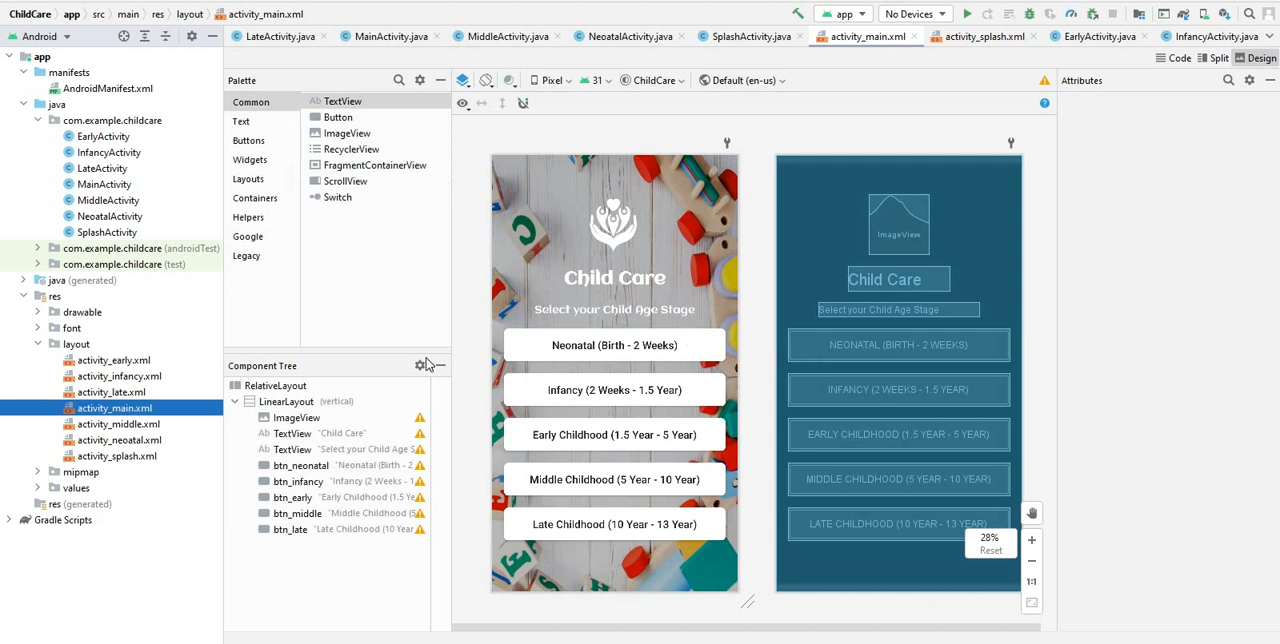 ChildCare app src main res layout activity_main.xml app No Devices
Android LateActivity.java MainActivity.java MiddleActivity.java NeotalActivity.java SplashActivity.java activity_main.xml activity_splash.xml EarlyActivity.java InfancyActivity.java
Code Split Design
app
manifests
AndroidManifest.xml
java
com.example.childcare
EarlyActivity
InfancyActivity
LateActivity
MainActivity
MiddleActivity
NeotalActivity
SplashActivity
com.example.childcare (androidTest)
com.example.childcare (test)
java (generated)
res
drawable
font
layout
activity_early.xml
activity_infancy.xml
activity_late.xml
activity_main.xml
activity_middle.xml
activity_neotal.xml
activity_splash.xml
mipmap
values
res (generated)
Gradle Scripts
Palette
Common
Text
Buttons
Widgets
Layouts
Containers
Helpers
Google
Legacy
Ab TextView
Button
ImageView
RecyclerView
FragmentContainerView
ScrollView
Switch
Component Tree
RelativeLayout
LinearLayout (vertical)
ImageView
Ab TextView "Child Care"
Ab TextView "Select your Child Age S
btn_neonatal "Neonatal (Birth - 2
btn_infancy "Infancy (2 Weeks - 1
btn_early "Early Childhood (1.5 Ye
btn_middle "Middle Childhood (5
btn_late "Late Childhood (10 Year
Pixel 31 ChildCare Default (en-us)
Child Care
Select your Child Age Stage
Neonatal (Birth - 2 Weeks)
Infancy (2 Weeks - 1.5 Year)
Early Childhood (1.5 Year - 5 Year)
Middle Childhood (5 Year - 10 Year)
Late Childhood (10 Year - 13 Year)
ImageView
Child Care
Select your Child Age Stage
NEONATAL (BIRTH - 2 WEEKS)
INFANCY (2 WEEKS - 1.5 YEAR)
EARLY CHILDHOOD (1.5 YEAR - 5 YEAR)
MIDDLE CHILDHOOD (5 YEAR - 10 YEAR)
LATE CHILDHOOD (10 YEAR - 13 YEAR)
28%
Reset
1:1
Attributes